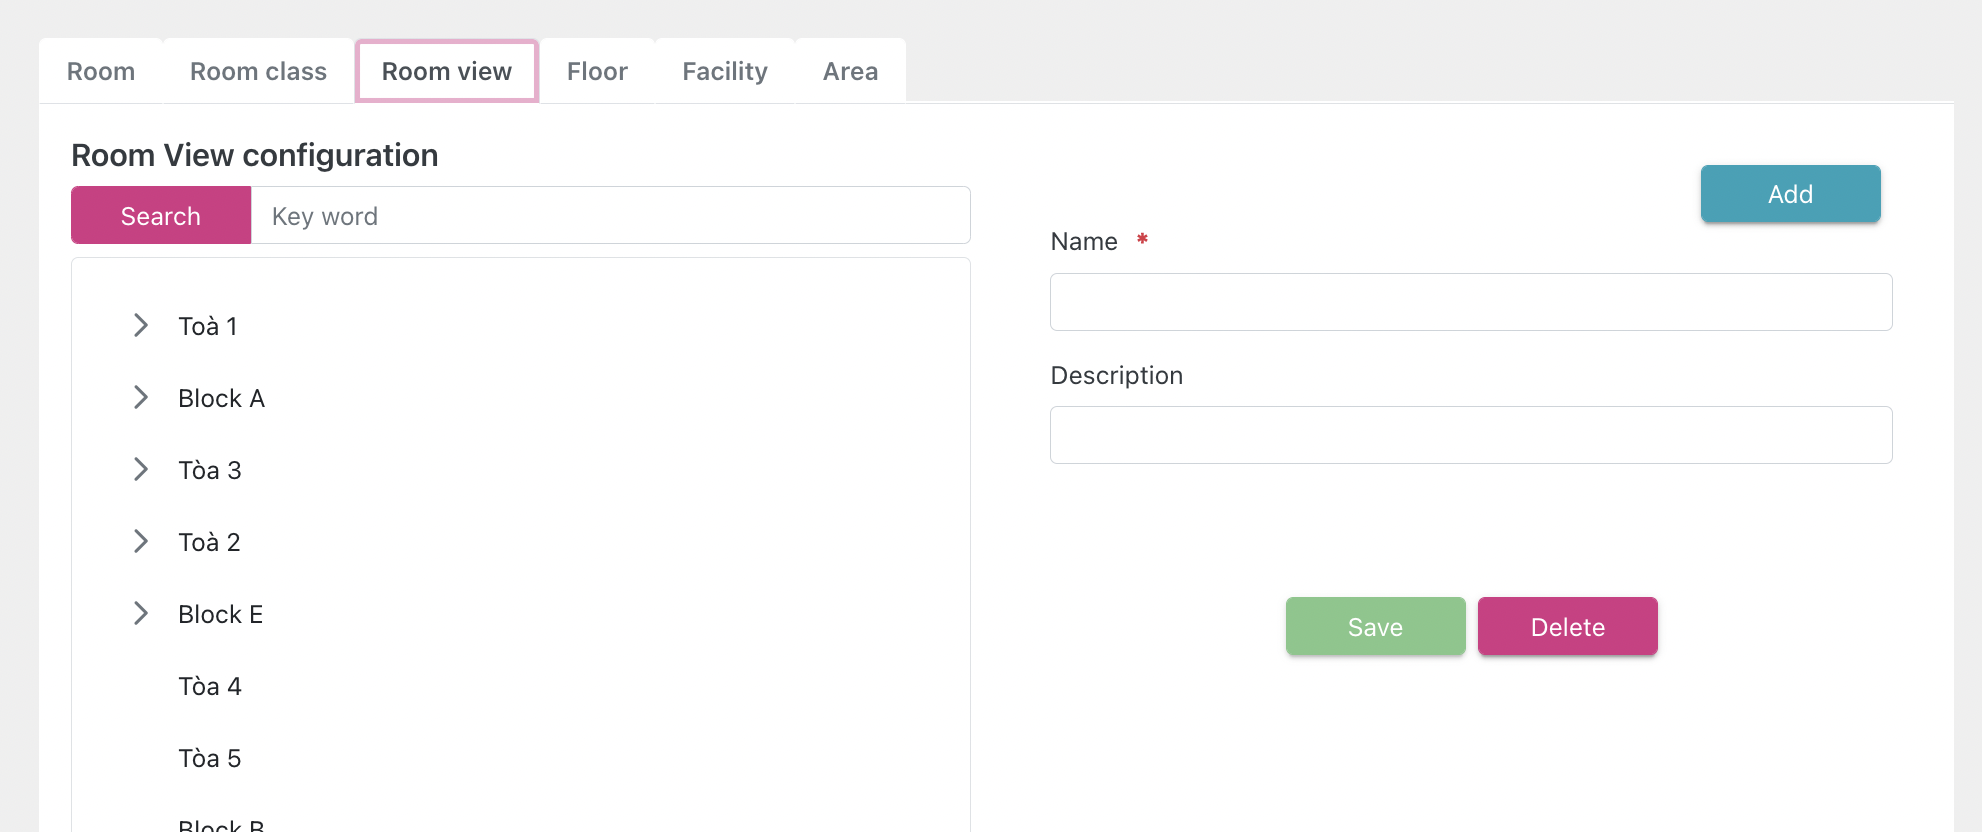 Room Room class Room view Floor Facility Area
Room View configuration
Search Key word
Toà 1
Block A
Tòa 3
Toà 2
Block E
Tòa 4
Tòa 5
Block B
Add
Name *
Description
Save Delete